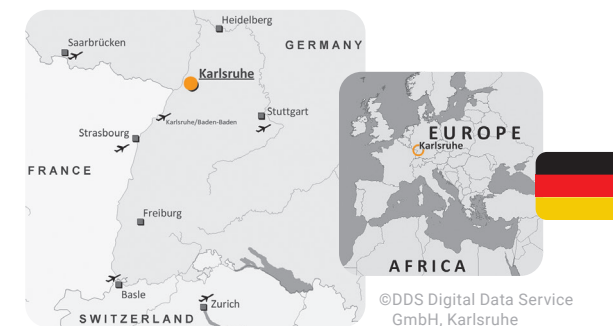 Heidelberg
Saarbrücken
GERMANY
Karlsruhe
Stuttgart
Karlsruhe/Baden-Baden
Strasbourg
FRANCE
Freiburg
Basle
Zurich
SWITZERLAND
EUROPE
Karlsruhe
AFRICA
©DDS Digital Data Service
GmbH, Karlsruhe